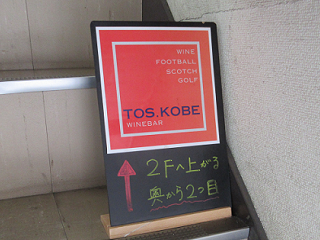 WINE
FOOTBALL
SCOTCH
GOLF
TOS.KOBE
WINEBAR
2Fへ上がる
奥から2つ目